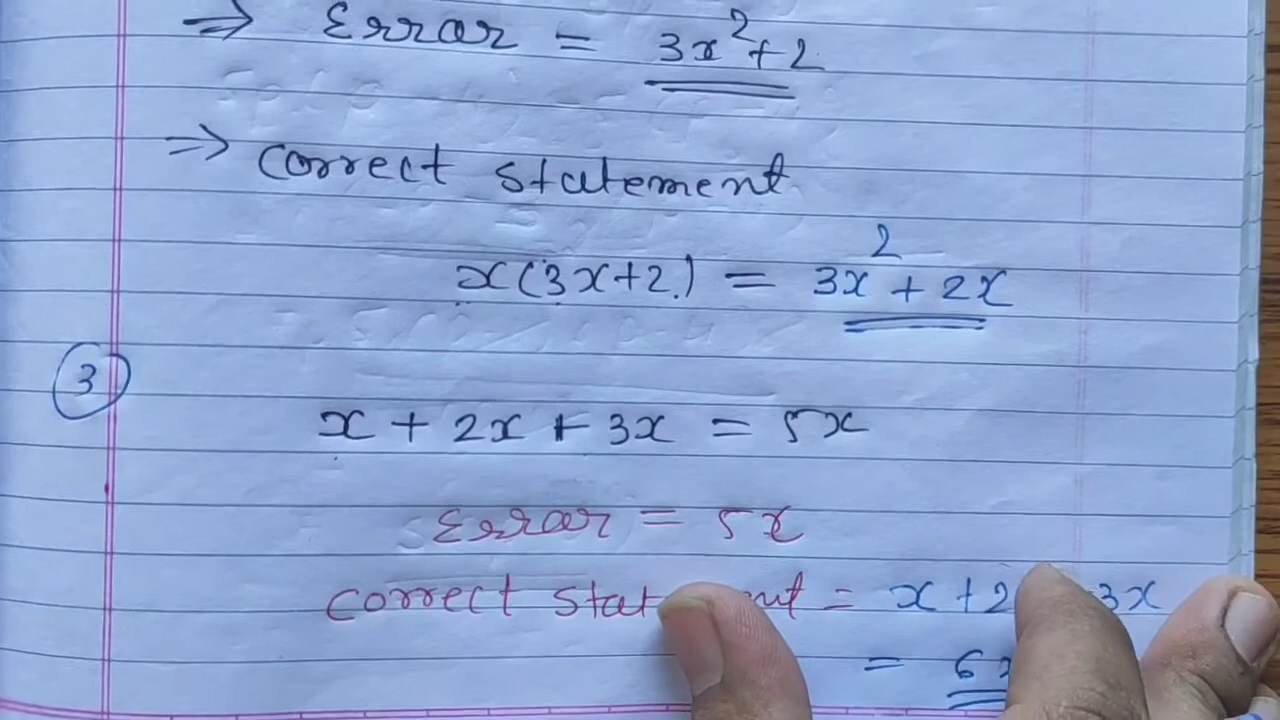 ⇒ Error = 3x²+2
⇒ Correct statement
x(3x+2) = 3x² + 2x
③ x + 2x + 3x = 5x
Error = 5x
Correct = x +2 3x
= 6